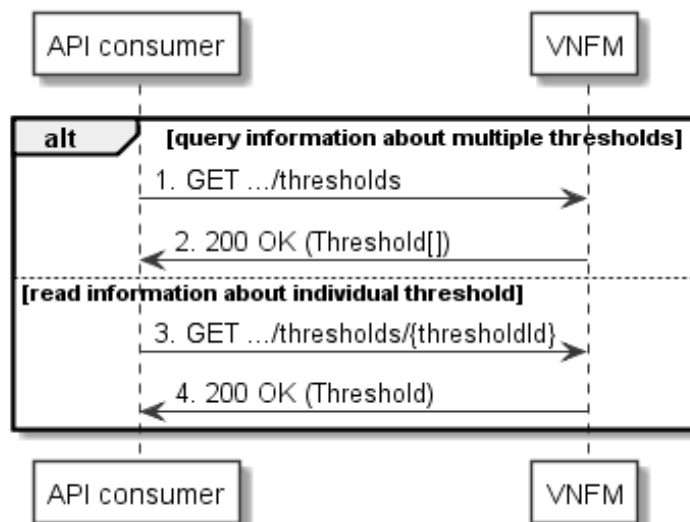 API consumer
VNFM
alt
[query information about multiple thresholds]
1. GET .../thresholds
2. 200 OK (Threshold[])
[read information about individual threshold]
3. GET .../thresholds/{thresholdId}
4. 200 OK (Threshold)
API consumer
VNFM